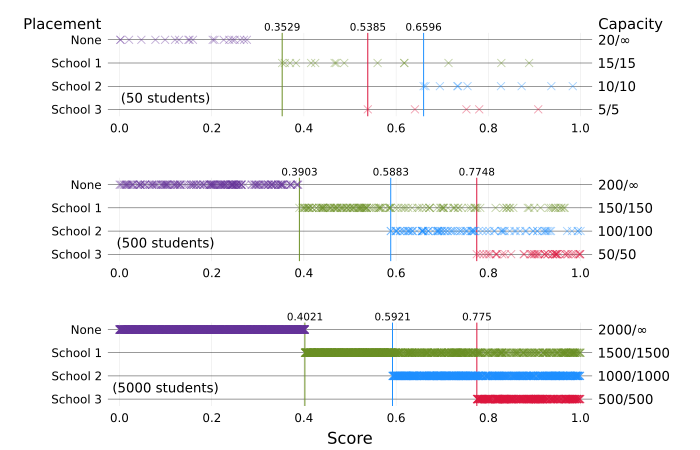 Placement 0.3529 0.5385 0.6596 Capacity
None 20/∞
School 1 15/15
School 2 10/10
School 3 5/5
(50 students)
0.0 0.2 0.4 0.6 0.8 1.0
0.3903 0.5883 0.7748
None 200/∞
School 1 150/150
School 2 100/100
School 3 50/50
(500 students)
0.0 0.2 0.4 0.6 0.8 1.0
0.4021 0.5921 0.775
None 2000/∞
School 1 1500/1500
School 2 1000/1000
School 3 500/500
(5000 students)
0.0 0.2 0.4 0.6 0.8 1.0
Score